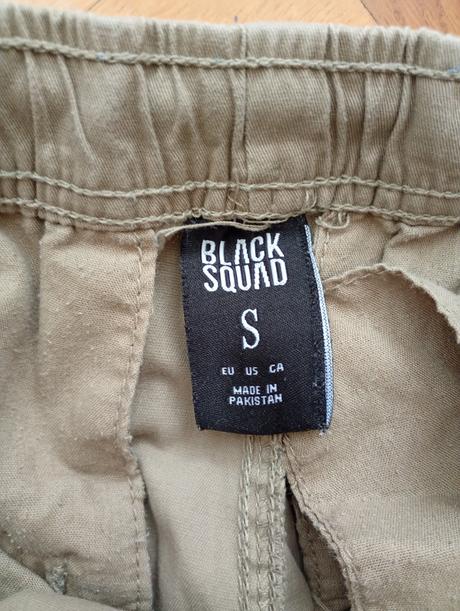 BLACK
SQUAD
S
EU US CA
MADE IN
PAKISTAN